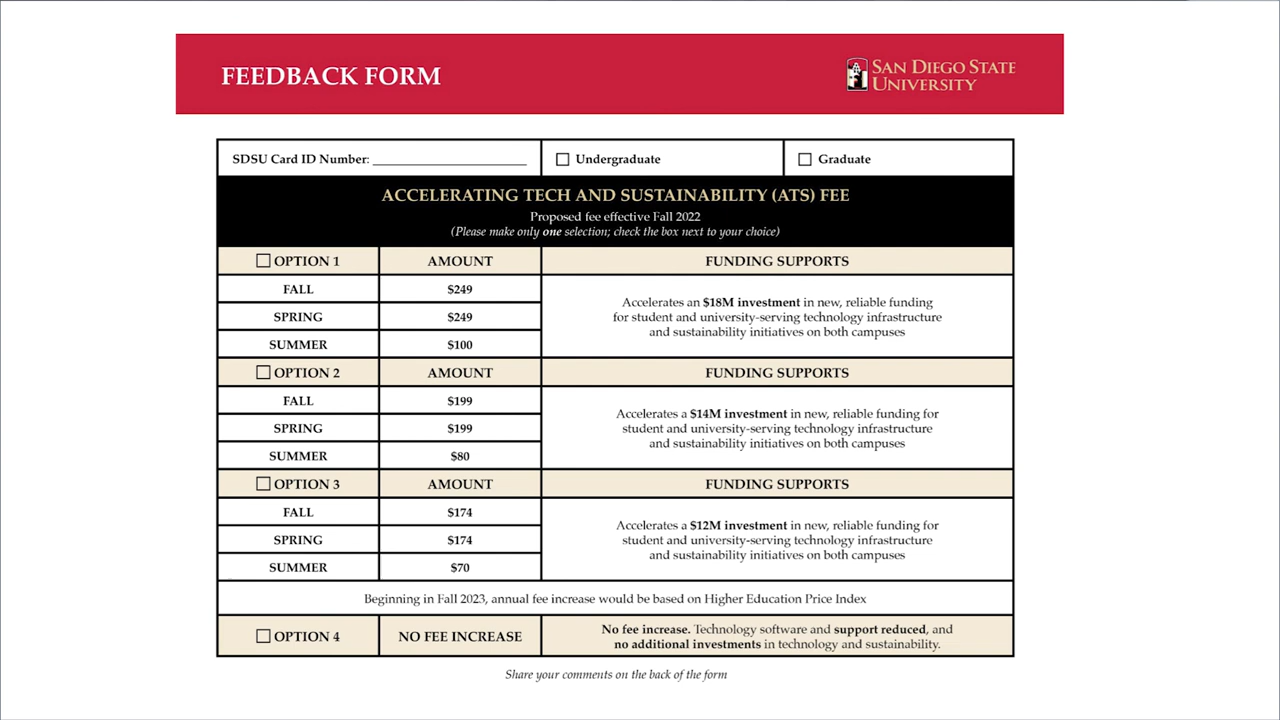 FEEDBACK FORM
SAN DIEGO STATE
UNIVERSITY
SDSU Card ID Number: ________________________
Undergraduate
Graduate
ACCELERATING TECH AND SUSTAINABILITY (ATS) FEE
Proposed fee effective Fall 2022
(Please make only one selection; check the box next to your choice)
OPTION 1 AMOUNT FUNDING SUPPORTS
FALL $249
SPRING $249
SUMMER $100
Accelerates an $18M investment in new, reliable funding
for student and university-serving technology infrastructure
and sustainability initiatives on both campuses
OPTION 2 AMOUNT FUNDING SUPPORTS
FALL $199
SPRING $199
SUMMER $80
Accelerates a $14M investment in new, reliable funding for
student and university-serving technology infrastructure
and sustainability initiatives on both campuses
OPTION 3 AMOUNT FUNDING SUPPORTS
FALL $174
SPRING $174
SUMMER $70
Accelerates a $12M investment in new, reliable funding for
student and university-serving technology infrastructure
and sustainability initiatives on both campuses
Beginning in Fall 2023, annual fee increase would be based on Higher Education Price Index
OPTION 4 NO FEE INCREASE
No fee increase. Technology software and support reduced, and
no additional investments in technology and sustainability.
Share your comments on the back of the form